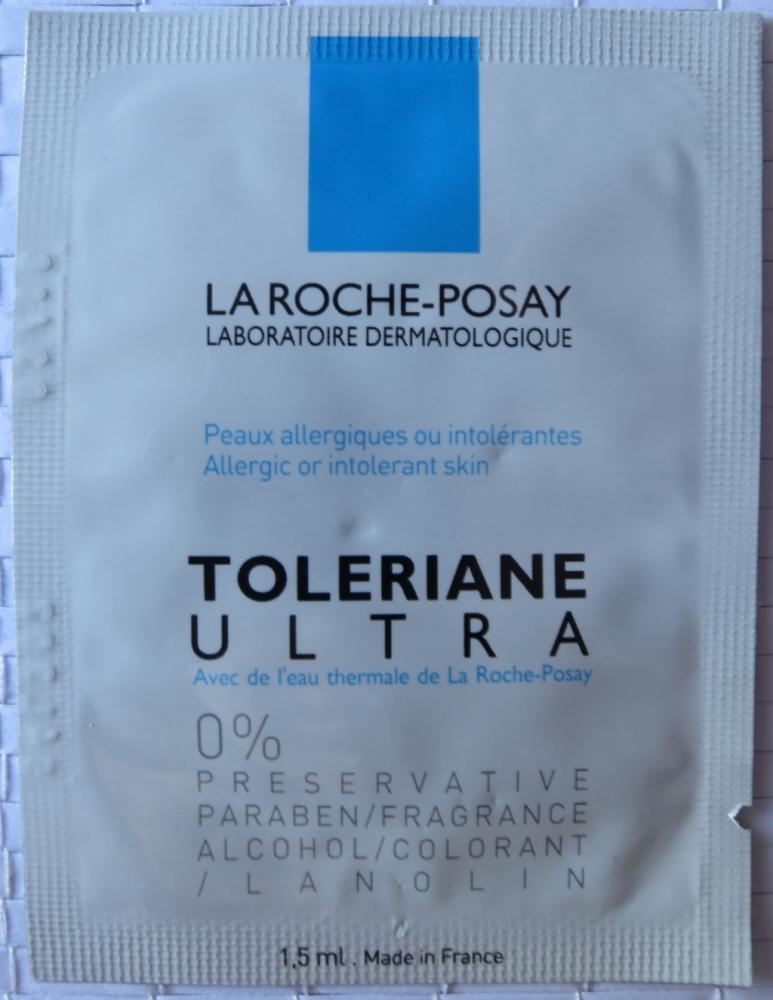 LA ROCHE-POSAY
LABORATOIRE DERMATOLOGIQUE
Peaux allergiques ou intolérantes
Allergic or intolerant skin
TOLERIANE
ULTRA
Avec de l'eau thermale de La Roche-Posay
0%
PRESERVATIVE
PARABEN/FRAGRANCE
ALCOHOL/COLORANT
/LANOLIN
1,5 ml . Made in France